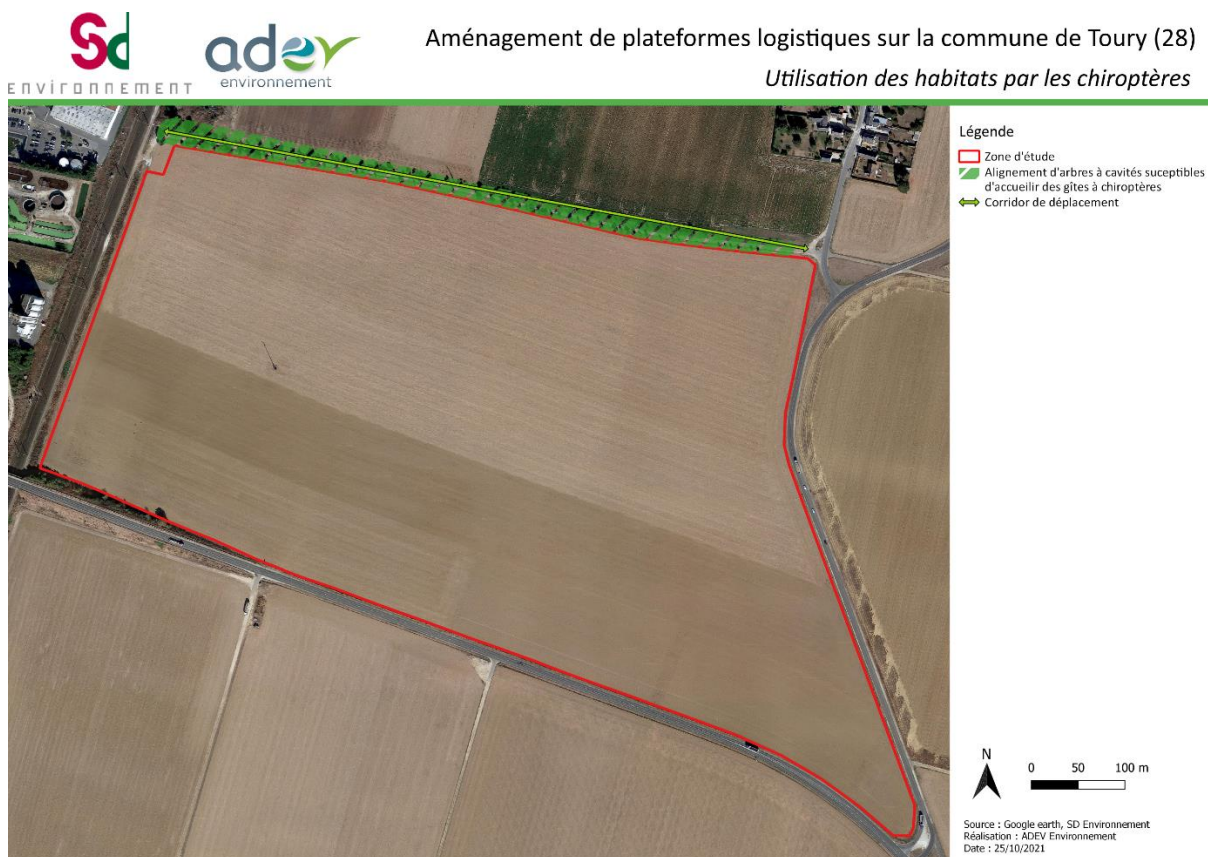 Sd
ENVIRONNEMENT
adev
environnement
Aménagement de plateformes logistiques sur la commune de Toury (28)
Utilisation des habitats par les chiroptères
Légende
Zone d'étude
Alignement d'arbres à cavités suceptibles
d'accueilir des gîtes à chiroptères
Corridor de déplacement
N
0 50 100 m
Source : Google earth, SD Environnement
Réalisation : ADEV Environnement
Date : 25/10/2021